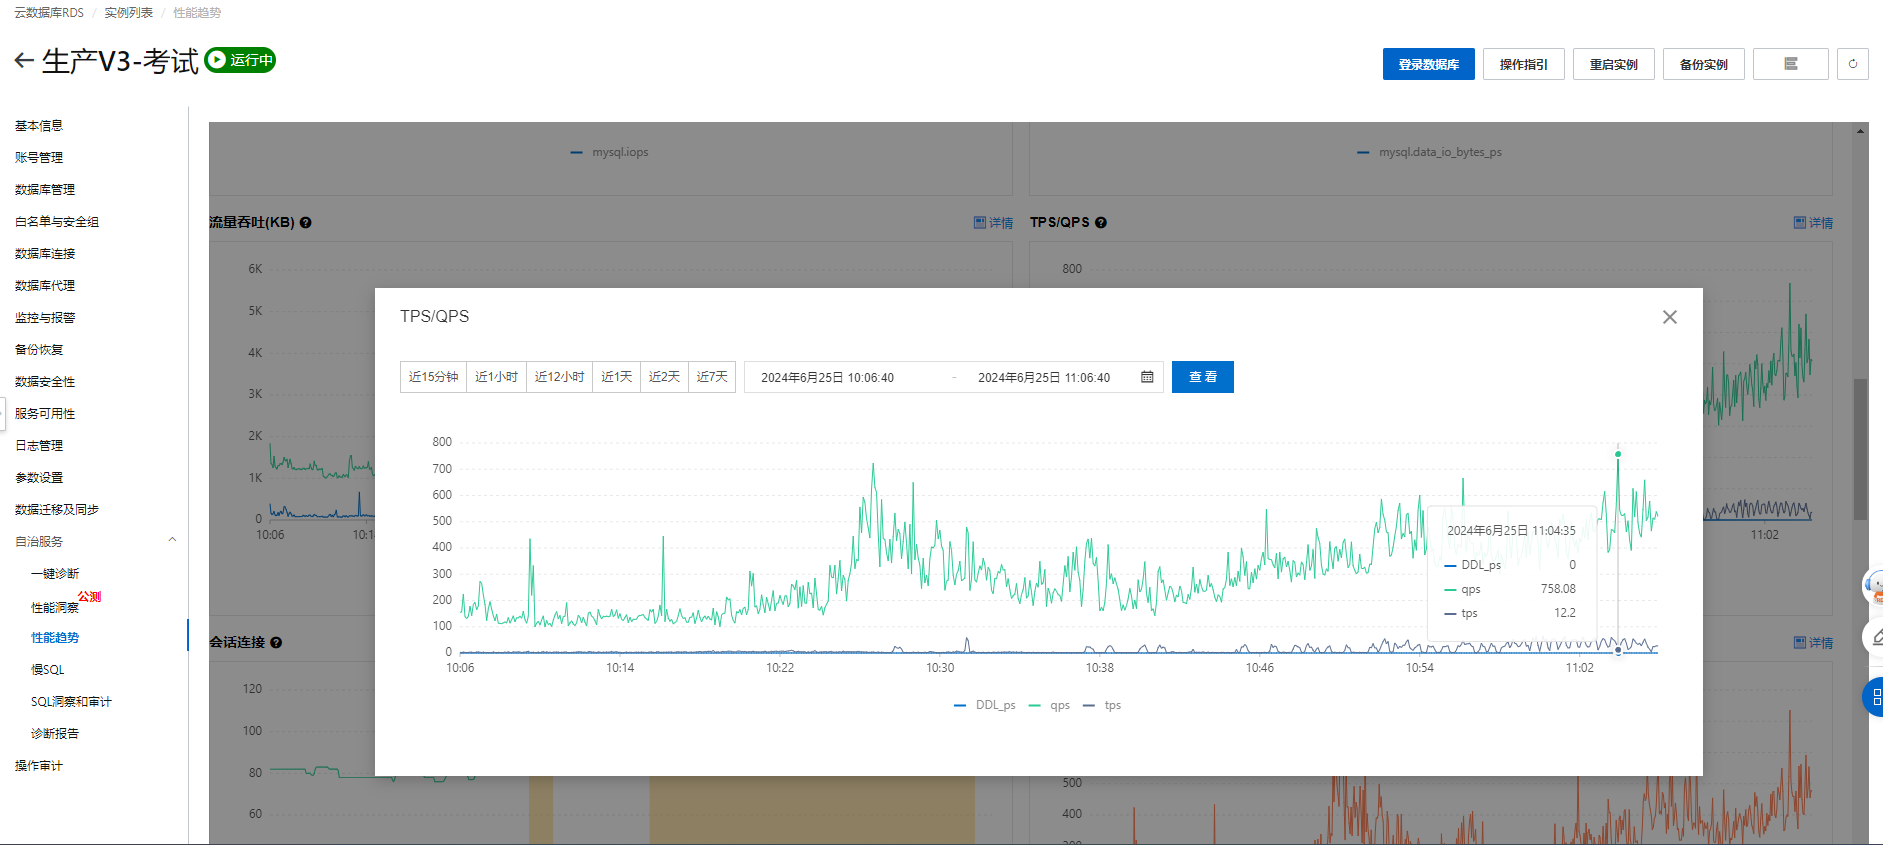 云数据库RDS / 实例列表 / 性能趋势
生产V3-考试 运行中
登录数据库 操作指引 重启实例 备份实例
基本信息
账号管理
数据库管理
白名单与安全组
数据库连接
数据库代理
监控与报警
备份恢复
数据安全性
服务可用性
日志管理
参数设置
数据迁移及同步
自治服务
一键诊断
性能洞察 公测
性能趋势
慢SQL
SQL洞察和审计
诊断报告
操作审计
mysql.iops
mysql.data_io_bytes_ps
流量吞吐(KB) 详情
6K
5K
4K
3K
2K
1K
0
10:06
TPS/QPS 详情
800
11:02
TPS/QPS
近15分钟 近1小时 近12小时 近1天 近2天 近7天 2024年6月25日 10:06:40 - 2024年6月25日 11:06:40 查看
800
700
600
500
400
300
200
100
0
10:06 10:14 10:22 10:30 10:38 10:46 10:54 11:02
2024年6月25日 11:04:35
DDL_ps 0
qps 758.08
tps 12.2
DDL_ps qps tps
会话连接
120
100
80
60
详情
500
400